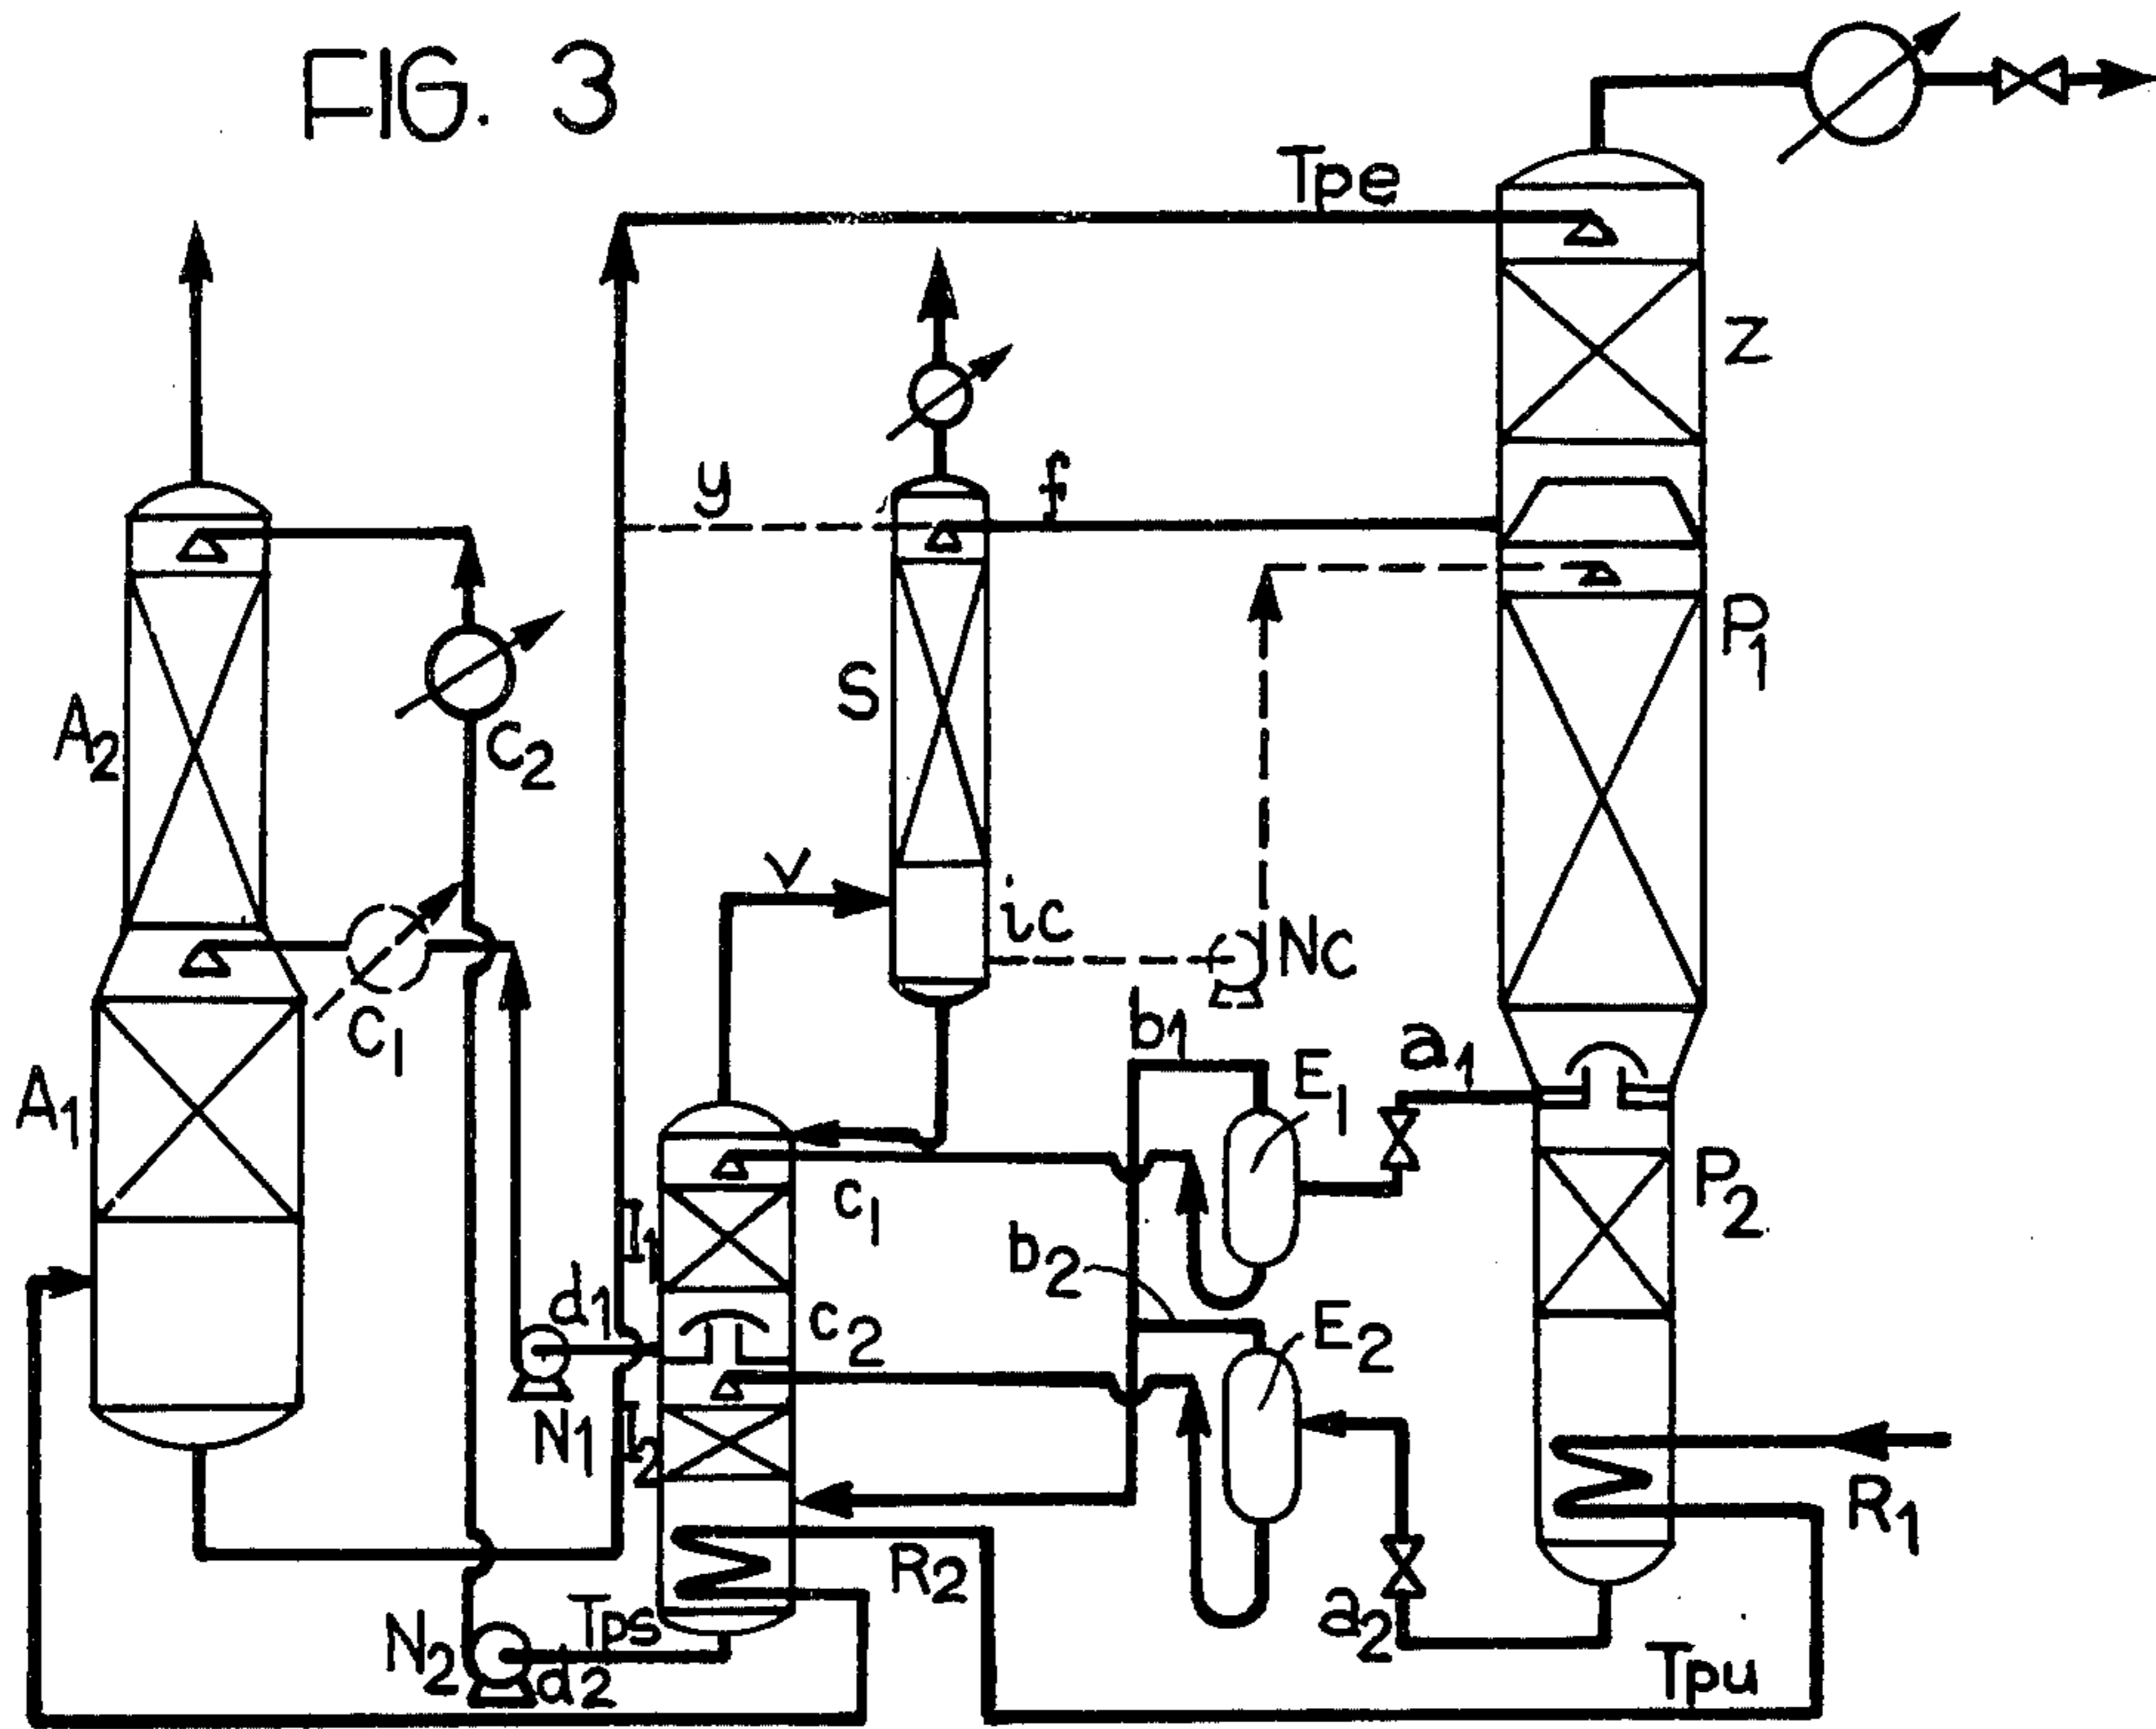 FIG. 3
Tpe
Z
y
f
P1
S
A2
C2
V
ic
NC
C1
b1
a1
E1
A1
P2
c1
I1
b2
d1
c2
E2
N1
I2
R1
R2
Tps
a2
N2
d2
Tpu